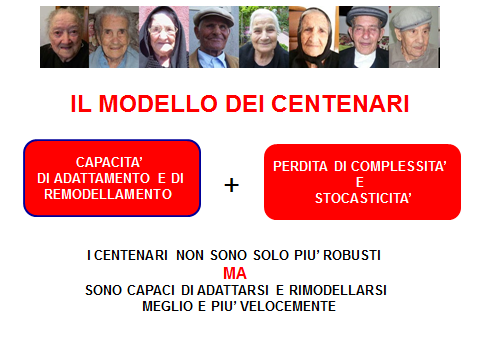 IL MODELLO DEI CENTENARI
CAPACITA'
DI ADATTAMENTO E DI
REMODELLAMENTO
+
PERDITA DI COMPLESSITA'
E
STOCASTICITA'
I CENTENARI NON SONO SOLO PIU' ROBUSTI
MA
SONO CAPACI DI ADATTARSI E RIMODELLARSI
MEGLIO E PIU' VELOCEMENTE